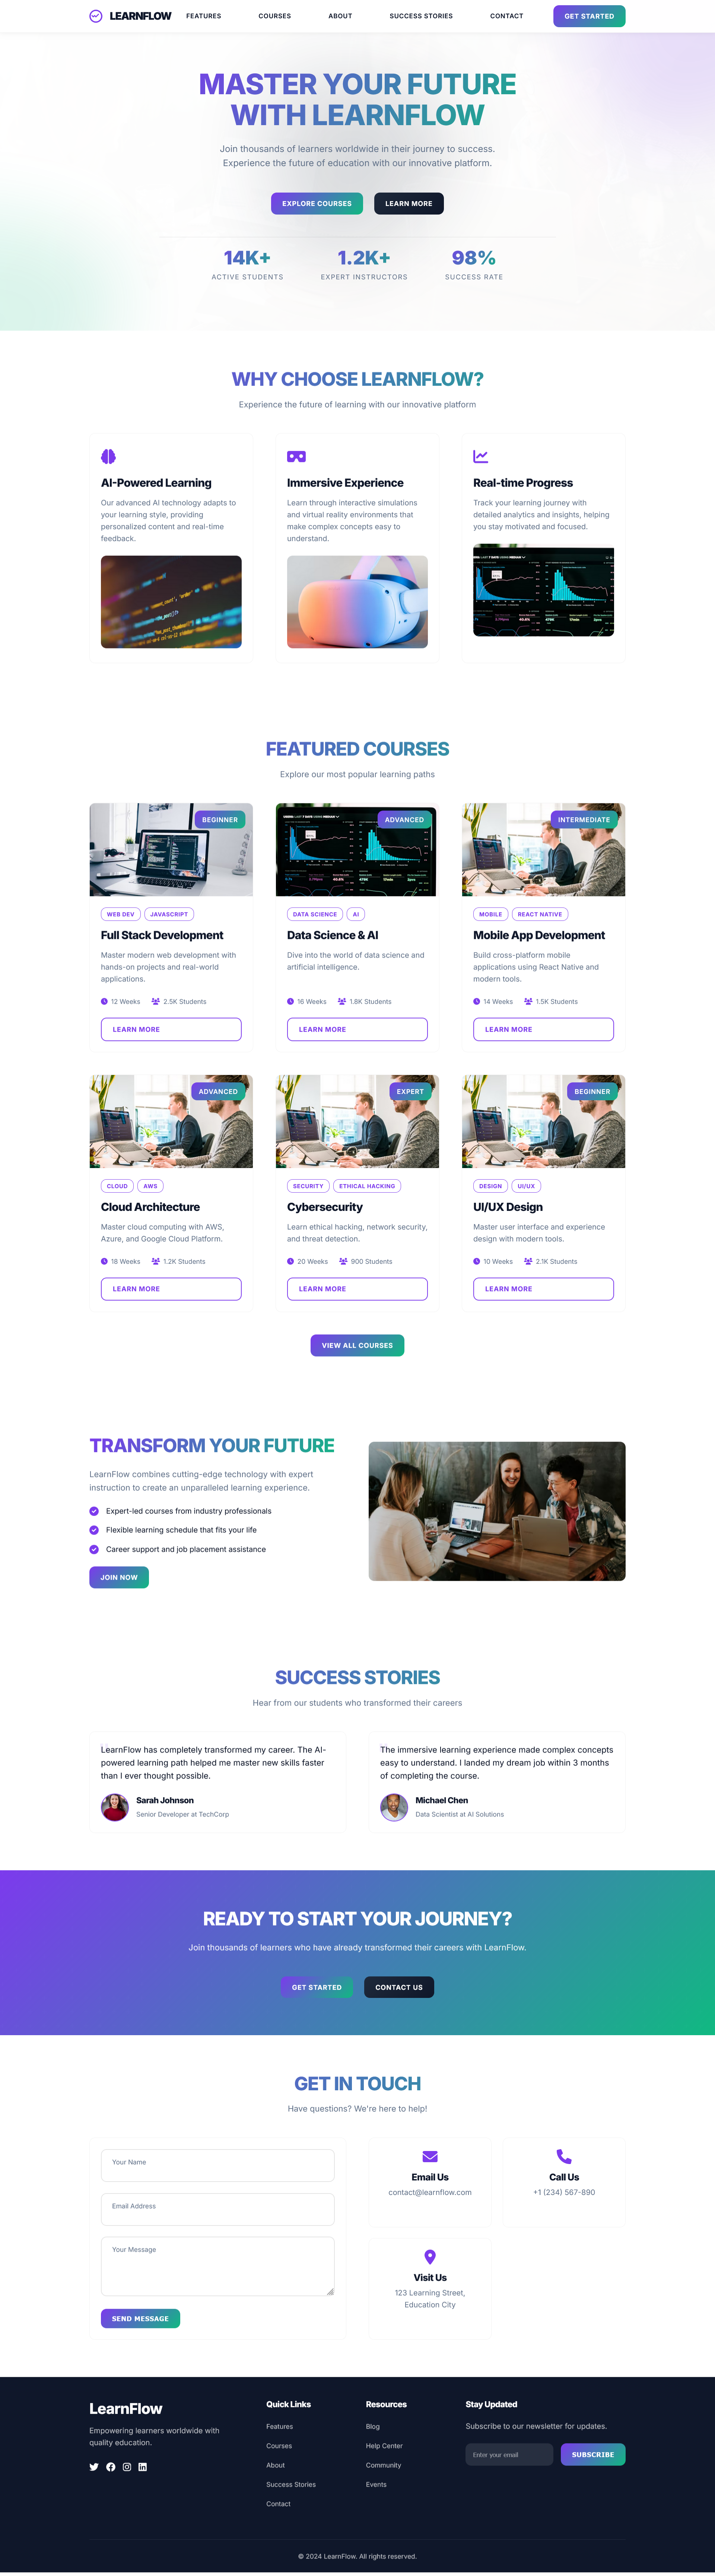 LEARNFLOW
FEATURES
COURSES
ABOUT
SUCCESS STORIES
CONTACT
GET STARTED
MASTER YOUR FUTURE
WITH LEARNFLOW
Join thousands of learners worldwide in their journey to success.
Experience the future of education with our innovative platform.
EXPLORE COURSES
LEARN MORE
14K+
ACTIVE STUDENTS
1.2K+
EXPERT INSTRUCTORS
98%
SUCCESS RATE
WHY CHOOSE LEARNFLOW?
Experience the future of learning with our innovative platform
AI-Powered Learning
Our advanced AI technology adapts to
your learning style, providing
personalized content and real-time
feedback.
Immersive Experience
Learn through interactive simulations
and virtual reality environments that
make complex concepts easy to
understand.
Real-time Progress
Track your learning journey with
detailed analytics and insights, helping
you stay motivated and focused.
FEATURED COURSES
Explore our most popular learning paths
BEGINNER
WEB DEV
JAVASCRIPT
Full Stack Development
Master modern web development with
hands-on projects and real-world
applications.
12 Weeks
2.5K Students
LEARN MORE
ADVANCED
DATA SCIENCE
AI
Data Science & AI
Dive into the world of data science and
artificial intelligence.
16 Weeks
1.8K Students
LEARN MORE
INTERMEDIATE
MOBILE
REACT NATIVE
Mobile App Development
Build cross-platform mobile
applications using React Native and
modern tools.
14 Weeks
1.5K Students
LEARN MORE
ADVANCED
CLOUD
AWS
Cloud Architecture
Master cloud computing with AWS,
Azure, and Google Cloud Platform.
18 Weeks
1.2K Students
LEARN MORE
EXPERT
SECURITY
ETHICAL HACKING
Cybersecurity
Learn ethical hacking, network security,
and threat detection.
20 Weeks
900 Students
LEARN MORE
BEGINNER
DESIGN
UI/UX
UI/UX Design
Master user interface and experience
design with modern tools.
10 Weeks
2.1K Students
LEARN MORE
VIEW ALL COURSES
TRANSFORM YOUR FUTURE
LearnFlow combines cutting-edge technology with expert
instruction to create an unparalleled learning experience.
Expert-led courses from industry professionals
Flexible learning schedule that fits your life
Career support and job placement assistance
JOIN NOW
SUCCESS STORIES
Hear from our students who transformed their careers
LearnFlow has completely transformed my career. The AI-
powered learning path helped me master new skills faster
than I ever thought possible.
Sarah Johnson
Senior Developer at TechCorp
The immersive learning experience made complex concepts
easy to understand. I landed my dream job within 3 months
of completing the course.
Michael Chen
Data Scientist at AI Solutions
READY TO START YOUR JOURNEY?
Join thousands of learners who have already transformed their careers with LearnFlow.
GET STARTED
CONTACT US
GET IN TOUCH
Have questions? We're here to help!
Your Name
Email Address
Your Message
SEND MESSAGE
Email Us
contact@learnflow.com
Call Us
+1 (234) 567-890
Visit Us
123 Learning Street,
Education City
LearnFlow
Empowering learners worldwide with
quality education.
Quick Links
Features
Courses
About
Success Stories
Contact
Resources
Blog
Help Center
Community
Events
Stay Updated
Subscribe to our newsletter for updates.
Enter your email
SUBSCRIBE
© 2024 LearnFlow. All rights reserved.